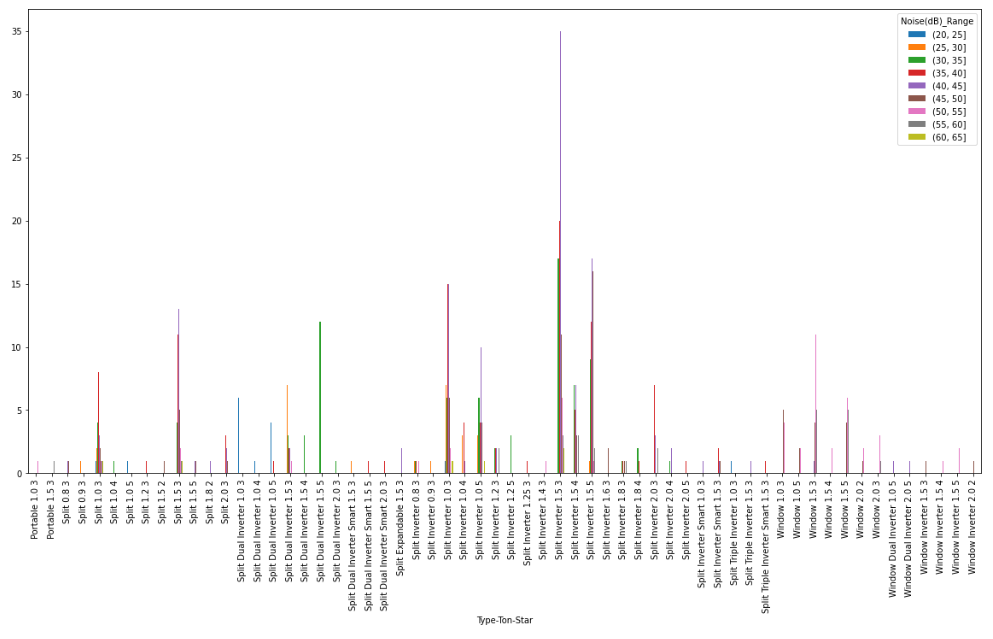 Noise(dB)_Range
(20, 25]
(25, 30]
(30, 35]
(35, 40]
(40, 45]
(45, 50]
(50, 55]
(55, 60]
(60, 65]
35
30
25
20
15
10
5
0
Portable 1.0 3
Portable 1.5 3
Split 0.8 3
Split 0.9 3
Split 1.0 3
Split 1.0 4
Split 1.0 5
Split 1.2 3
Split 1.5 2
Split 1.5 3
Split 1.5 5
Split 1.8 2
Split 2.0 3
Split Dual Inverter 1.0 3
Split Dual Inverter 1.0 4
Split Dual Inverter 1.0 5
Split Dual Inverter 1.5 3
Split Dual Inverter 1.5 4
Split Dual Inverter 1.5 5
Split Dual Inverter 2.0 3
Split Dual Inverter Smart 1.5 3
Split Dual Inverter Smart 1.5 5
Split Dual Inverter Smart 2.0 3
Split Expandable 1.5 3
Split Inverter 0.8 3
Split Inverter 0.9 3
Split Inverter 1.0 3
Split Inverter 1.0 4
Split Inverter 1.0 5
Split Inverter 1.2 3
Split Inverter 1.2 5
Split Inverter 1.25 3
Split Inverter 1.4 3
Split Inverter 1.5 3
Split Inverter 1.5 4
Split Inverter 1.5 5
Split Inverter 1.6 3
Split Inverter 1.8 3
Split Inverter 1.8 4
Split Inverter 2.0 3
Split Inverter 2.0 4
Split Inverter 2.0 5
Split Inverter Smart 1.0 3
Split Inverter Smart 1.5 3
Split Triple Inverter 1.0 3
Split Triple Inverter 1.5 3
Split Triple Inverter Smart 1.5 3
Window 1.0 3
Window 1.0 5
Window 1.5 3
Window 1.5 4
Window 1.5 5
Window 2.0 2
Window 2.0 3
Window Dual Inverter 1.0 5
Window Dual Inverter 2.0 5
Window Inverter 1.5 3
Window Inverter 1.5 4
Window Inverter 1.5 5
Window Inverter 2.0 2
Type-Ton-Star